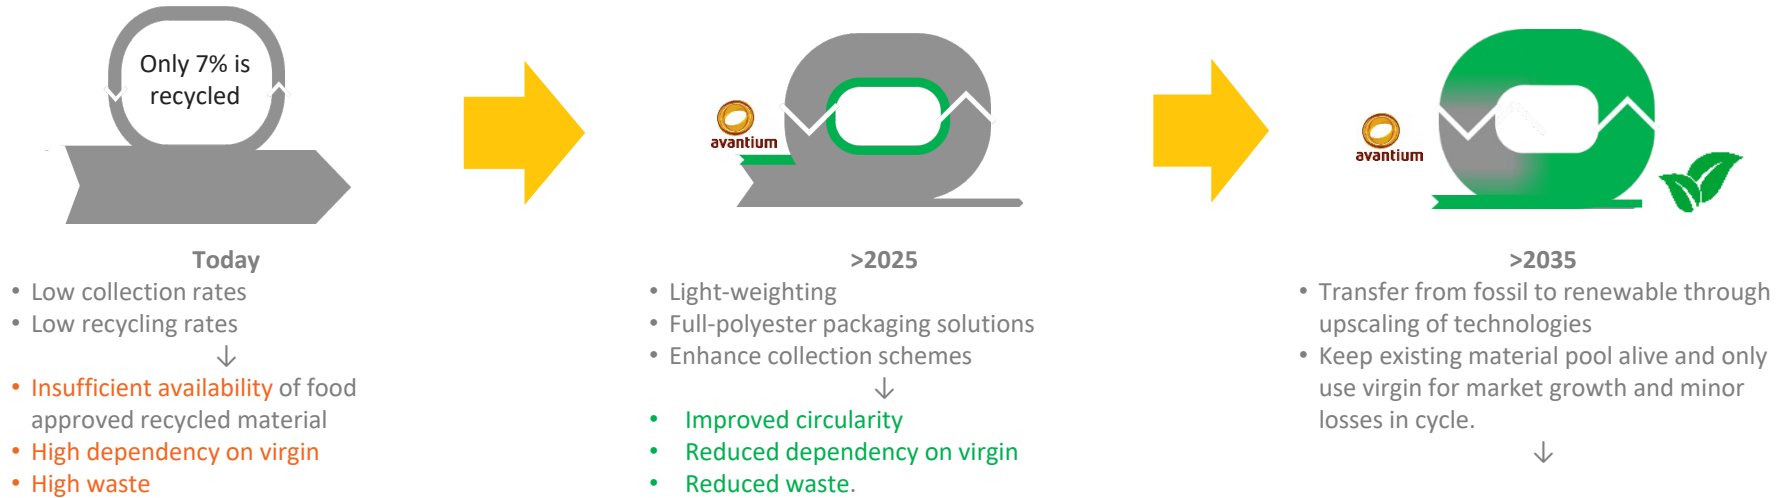 Only 7% is
recycled
avantium
avantium
Today
• Low collection rates
• Low recycling rates
↓
• Insufficient availability of food
approved recycled material
• High dependency on virgin
• High waste
>2025
• Light-weighting
• Full-polyester packaging solutions
• Enhance collection schemes
↓
• Improved circularity
• Reduced dependency on virgin
• Reduced waste.
>2035
• Transfer from fossil to renewable through
upscaling of technologies
• Keep existing material pool alive and only
use virgin for market growth and minor
losses in cycle.
↓